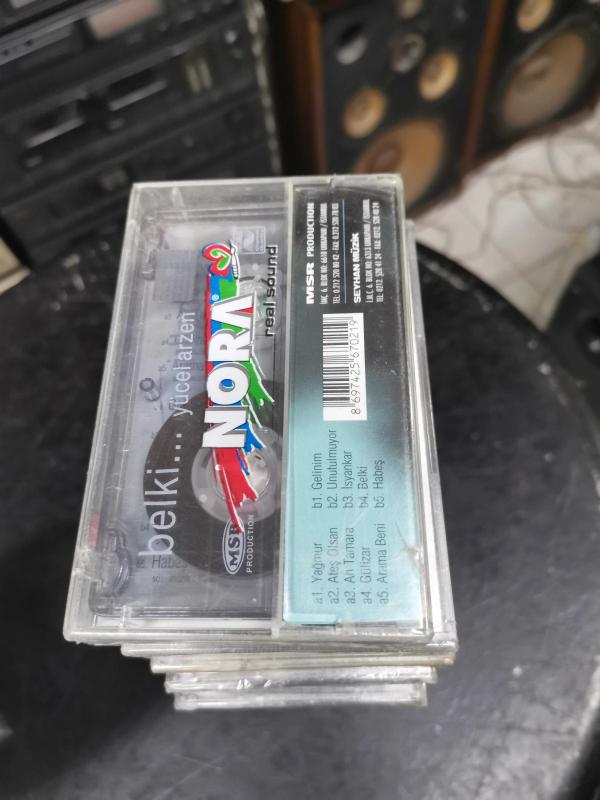 belki... yücel arzen
NORA®
real sound
MSR
PRODUCTION
Habeş
MSR PRODUCTION
SEYHAN MÜZİK
8 697425 670219
a1. Yağmur
a2. Ateş Olsan
a3. Ah Tamara
a4. Gülizar
a5. Arama Beni
b1. Gelinim
b2. Unutulmuyor
b3. İsyankar
b4. Belki
b5. Habeş